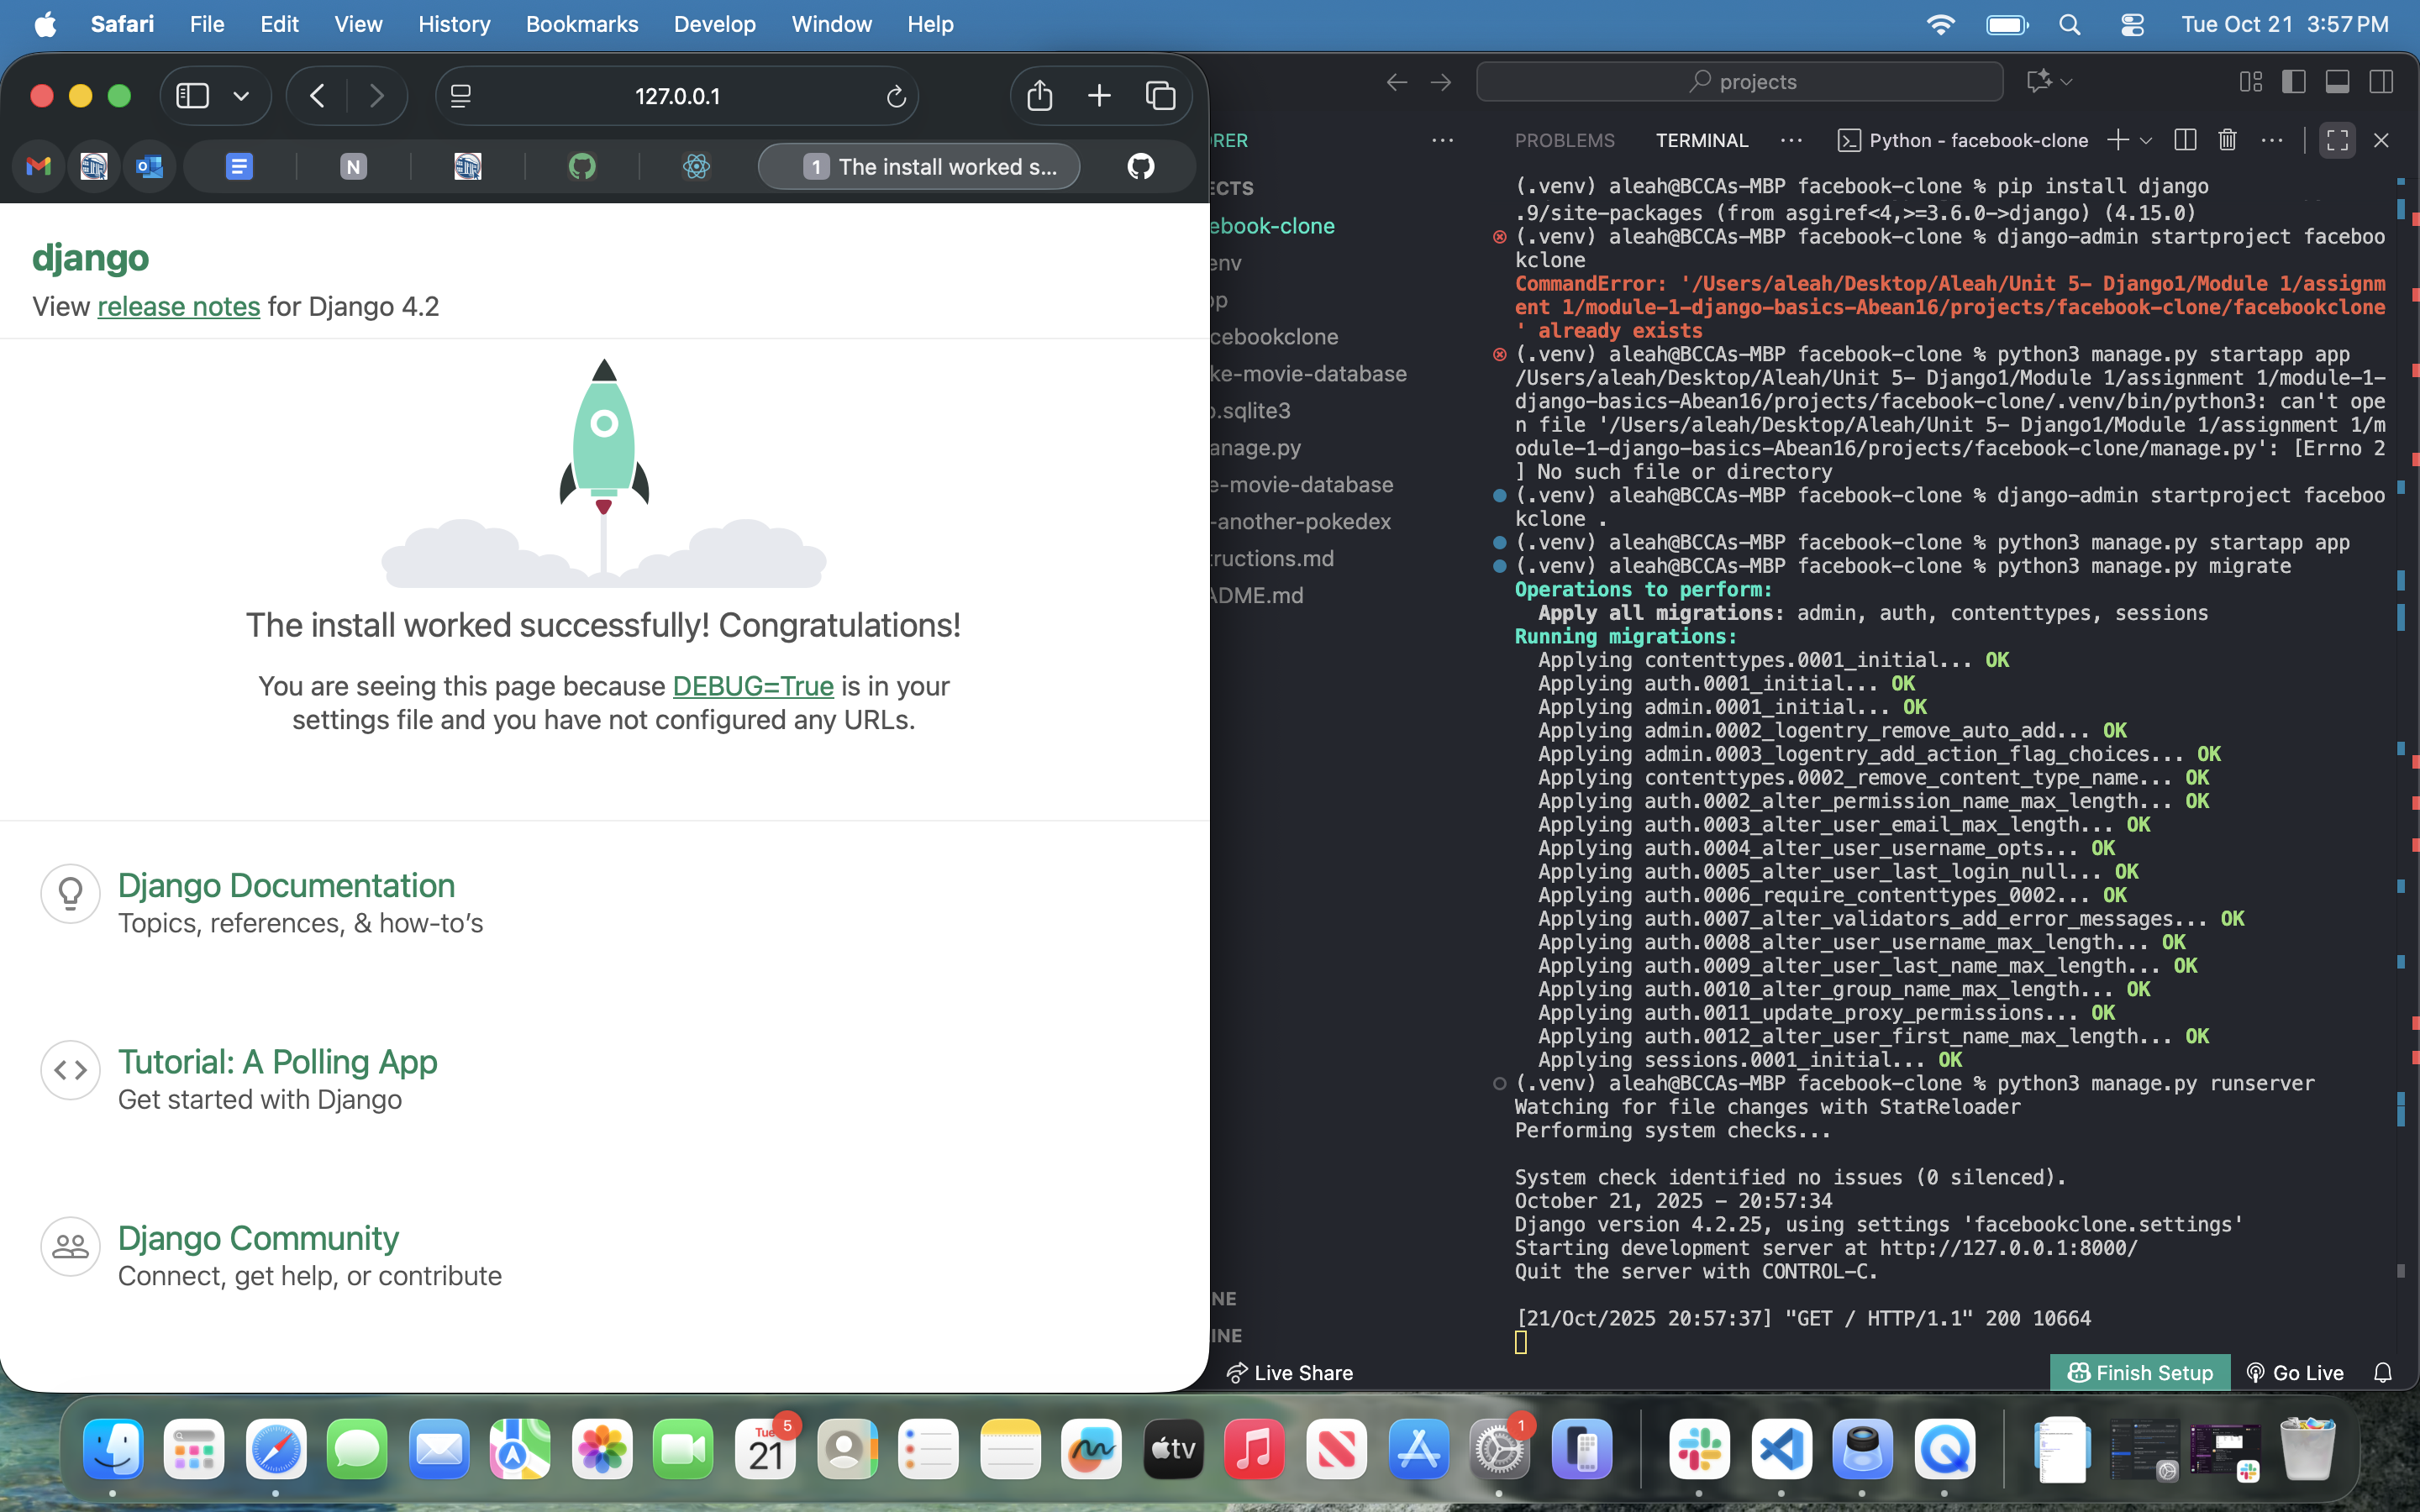 Safari File Edit View History Bookmarks Develop Window Help Tue Oct 21 3:57 PM
127.0.0.1
N 1 The install worked s...
django
View release notes for Django 4.2
The install worked successfully! Congratulations!
You are seeing this page because DEBUG=True is in your
settings file and you have not configured any URLs.
Django Documentation
Topics, references, & how-to's
Tutorial: A Polling App
Get started with Django
Django Community
Connect, get help, or contribute
projects
RER
ECTS
ebook-clone
env
pp
cebookclone
ke-movie-database
b.sqlite3
anage.py
e-movie-database
-another-pokedex
tructions.md
ADME.md
NE
INE
PROBLEMS TERMINAL Python - facebook-clone
(.venv) aleah@BCCAs-MBP facebook-clone % pip install django
.9/site-packages (from asgiref<4,>=3.6.0->django) (4.15.0)
(.venv) aleah@BCCAs-MBP facebook-clone % django-admin startproject faceboo
kclone
CommandError: '/Users/aleah/Desktop/Aleah/Unit 5- Django1/Module 1/assignm
ent 1/module-1-django-basics-Abean16/projects/facebook-clone/facebookclone
' already exists
(.venv) aleah@BCCAs-MBP facebook-clone % python3 manage.py startapp app
/Users/aleah/Desktop/Aleah/Unit 5- Django1/Module 1/assignment 1/module-1-
django-basics-Abean16/projects/facebook-clone/.venv/bin/python3: can't ope
n file '/Users/aleah/Desktop/Aleah/Unit 5- Django1/Module 1/assignment 1/m
odule-1-django-basics-Abean16/projects/facebook-clone/manage.py': [Errno 2
] No such file or directory
(.venv) aleah@BCCAs-MBP facebook-clone % django-admin startproject faceboo
kclone .
(.venv) aleah@BCCAs-MBP facebook-clone % python3 manage.py startapp app
(.venv) aleah@BCCAs-MBP facebook-clone % python3 manage.py migrate
Operations to perform:
Apply all migrations: admin, auth, contenttypes, sessions
Running migrations:
Applying contenttypes.0001_initial... OK
Applying auth.0001_initial... OK
Applying admin.0001_initial... OK
Applying admin.0002_logentry_remove_auto_add... OK
Applying admin.0003_logentry_add_action_flag_choices... OK
Applying contenttypes.0002_remove_content_type_name... OK
Applying auth.0002_alter_permission_name_max_length... OK
Applying auth.0003_alter_user_email_max_length... OK
Applying auth.0004_alter_user_username_opts... OK
Applying auth.0005_alter_user_last_login_null... OK
Applying auth.0006_require_contenttypes_0002... OK
Applying auth.0007_alter_validators_add_error_messages... OK
Applying auth.0008_alter_user_username_max_length... OK
Applying auth.0009_alter_user_last_name_max_length... OK
Applying auth.0010_alter_group_name_max_length... OK
Applying auth.0011_update_proxy_permissions... OK
Applying auth.0012_alter_user_first_name_max_length... OK
Applying sessions.0001_initial... OK
(.venv) aleah@BCCAs-MBP facebook-clone % python3 manage.py runserver
Watching for file changes with StatReloader
Performing system checks...
System check identified no issues (0 silenced).
October 21, 2025 - 20:57:34
Django version 4.2.25, using settings 'facebookclone.settings'
Starting development server at http://127.0.0.1:8000/
Quit the server with CONTROL-C.
[21/Oct/2025 20:57:37] "GET / HTTP/1.1" 200 10664
Live Share Finish Setup Go Live
Tue 21 5 tv 1